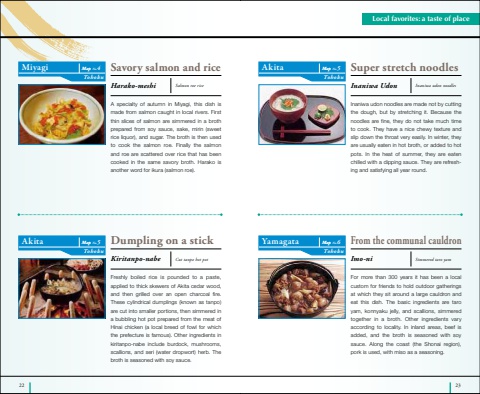 Local favorites: a taste of place
Miyagi
Map No.4
Tohoku
Savory salmon and rice
Harako-meshi
Salmon roe rice
A specialty of autumn in Miyagi, this dish is
made from salmon caught in local rivers. First
thin slices of salmon are simmered in a broth
prepared from soy sauce, sake, mirin (sweet
rice liquor), and sugar. The broth is then used
to cook the salmon roe. Finally the salmon
and roe are scattered over rice that has been
cooked in the same savory broth. Harako is
another word for ikura (salmon roe).
Akita
Map No.5
Tohoku
Super stretch noodles
Inaniwa Udon
Inaniwa udon noodles
Inaniwa udon noodles are made not by cutting
the dough, but by stretching it. Because the
noodles are fine, they do not take much time
to cook. They have a nice chewy texture and
slip down the throat very easily. In winter, they
are usually eaten in hot broth, or added to hot
pots. In the heat of summer, they are eaten
chilled with a dipping sauce. They are refresh-
ing and satisfying all year round.
Akita
Map No.5
Tohoku
Dumpling on a stick
Kiritanpo-nabe
Cut tanpo hot pot
Freshly boiled rice is pounded to a paste,
applied to thick skewers of Akita cedar wood,
and then grilled over an open charcoal fire.
These cylindrical dumplings (known as tanpo)
are cut into smaller portions, then simmered in
a bubbling hot pot prepared from the meat of
Hinai chicken (a local breed of fowl for which
the prefecture is famous). Other ingredients in
kiritanpo-nabe include burdock, mushrooms,
scallions, and seri (water dropwort) herb. The
broth is seasoned with soy sauce.
Yamagata
Map No.6
Tohoku
From the communal cauldron
Imo-ni
Simmered taro yam
For more than 300 years it has been a local
custom for friends to hold outdoor gatherings
at which they sit around a large cauldron and
eat this dish. The basic ingredients are taro
yam, konnyaku jelly, and scallions, simmered
together in a broth. Other ingredients vary
according to locality. In inland areas, beef is
added, and the broth is seasoned with soy
sauce. Along the coast (the Shonai region),
pork is used, with miso as a seasoning.
22
23